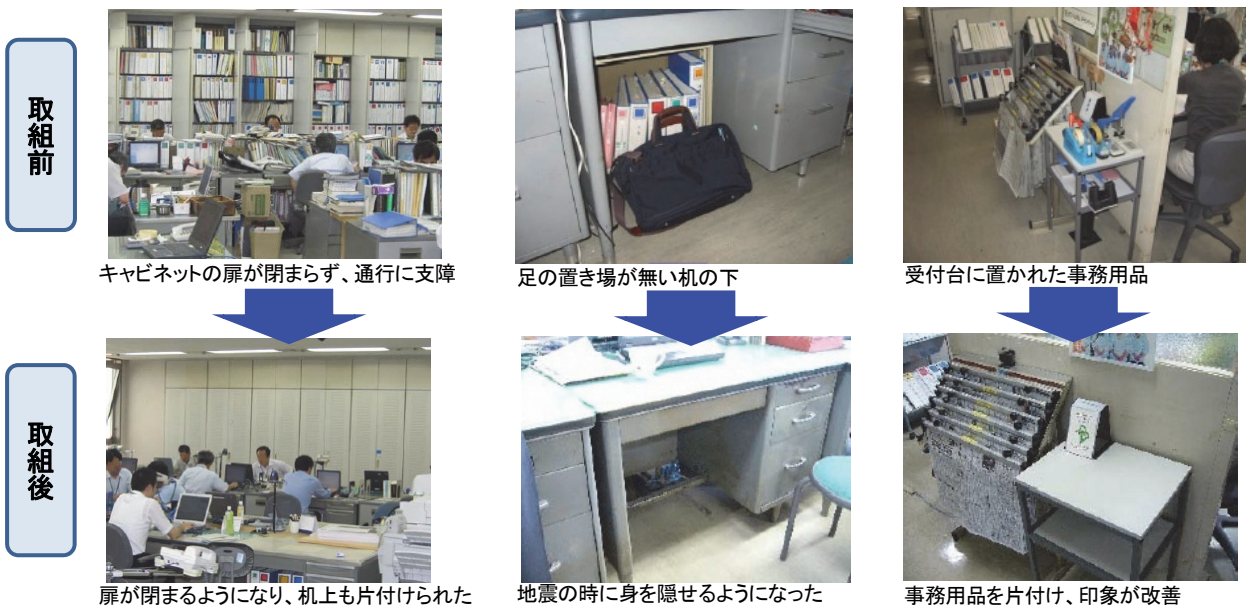 取組前
キャビネットの扉が閉まらず、通行に支障
足の置き場が無い机の下
受付台に置かれた事務用品
取組後
扉が閉まるようになり、机上も片付けられた
地震の時に身を隠せるようになった
事務用品を片付け、印象が改善